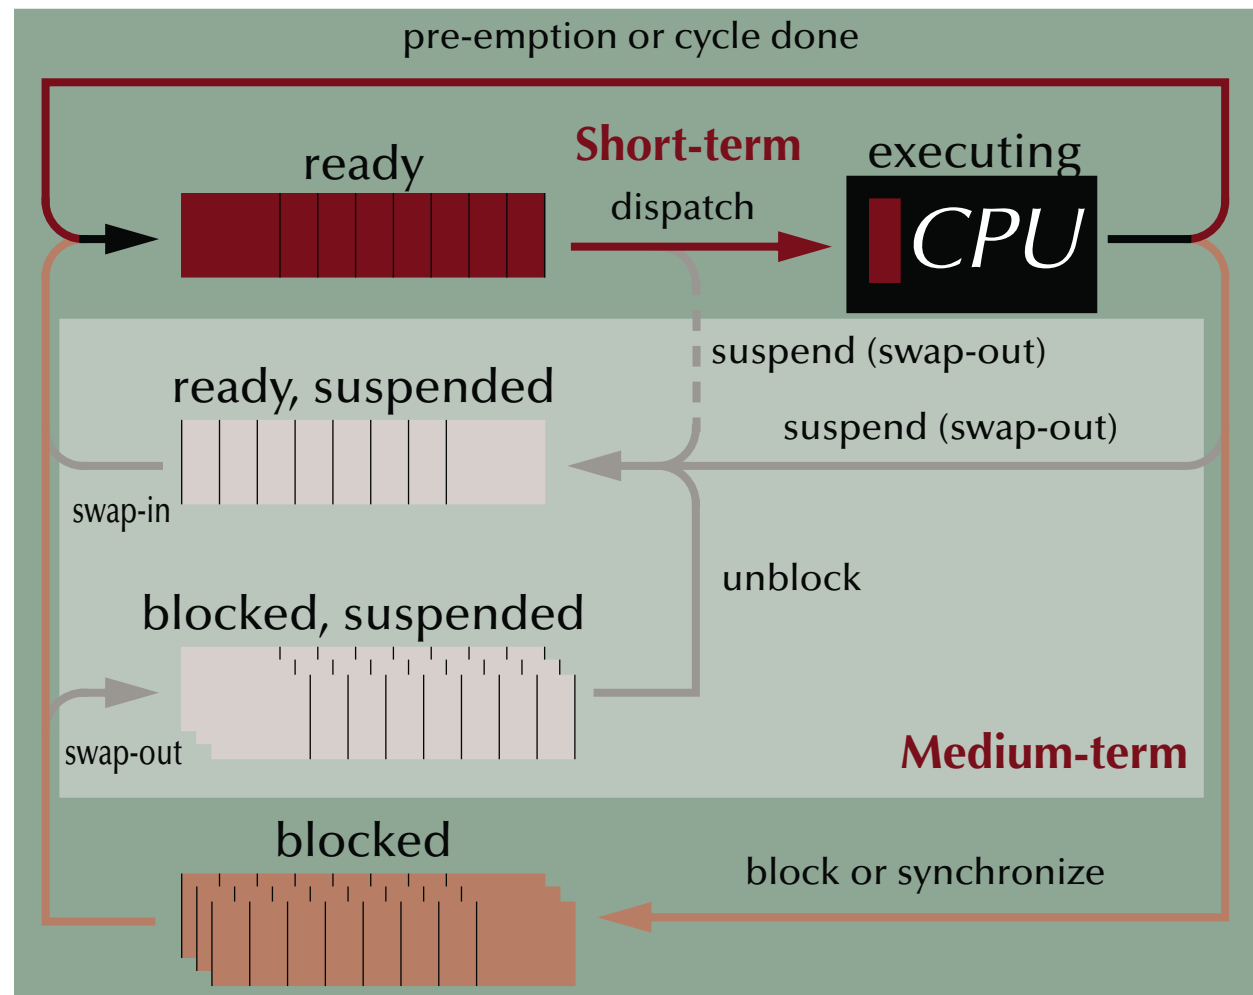 pre-emption or cycle done
ready
Short-term
executing
dispatch
CPU
suspend (swap-out)
ready, suspended
suspend (swap-out)
swap-in
unblock
blocked, suspended
swap-out
Medium-term
blocked
block or synchronize